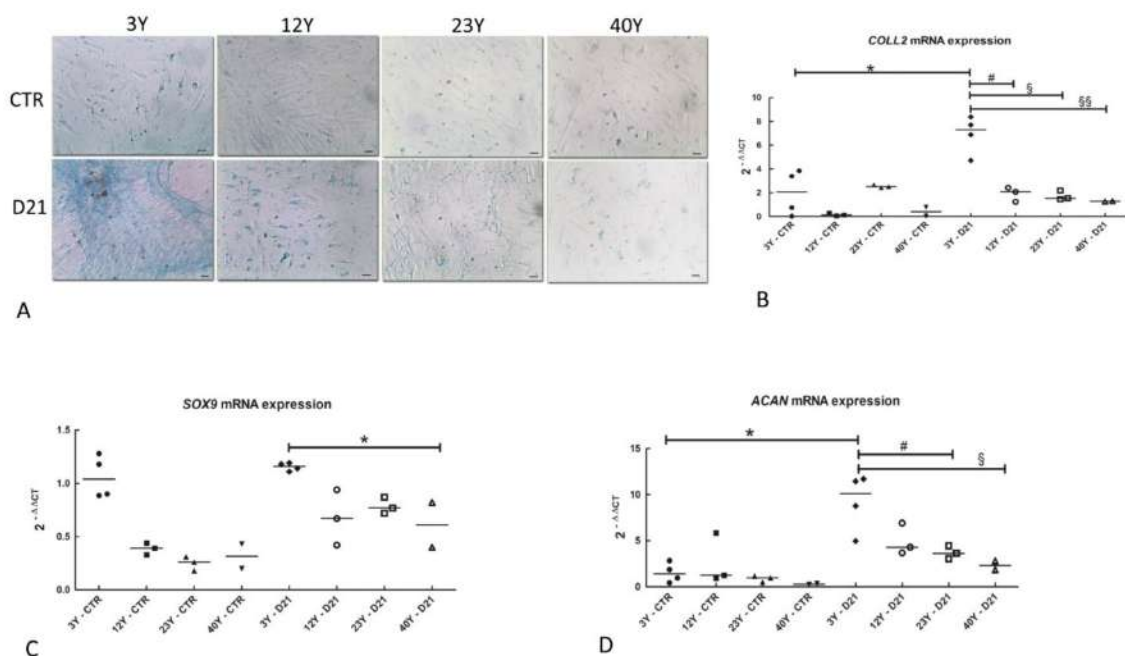 3Y 12Y 23Y 40Y
CTR
D21
A
COLL2 mRNA expression
*
#
§
§§
10
8
6
4
2
0
2 - ΔΔCT
3Y - CTR
12Y - CTR
23Y - CTR
40Y - CTR
3Y - D21
12Y - D21
23Y - D21
40Y - D21
B
SOX9 mRNA expression
*
1.5
1.0
0.5
0.0
2 - ΔΔCT
3Y - CTR
12Y - CTR
23Y - CTR
40Y - CTR
3Y - D21
12Y - D21
23Y - D21
40Y - D21
C
ACAN mRNA expression
*
#
§
15
10
5
0
2 - ΔΔCT
3Y - CTR
12Y - CTR
23Y - CTR
40Y - CTR
3Y - D21
12Y - D21
23Y - D21
40Y - D21
D